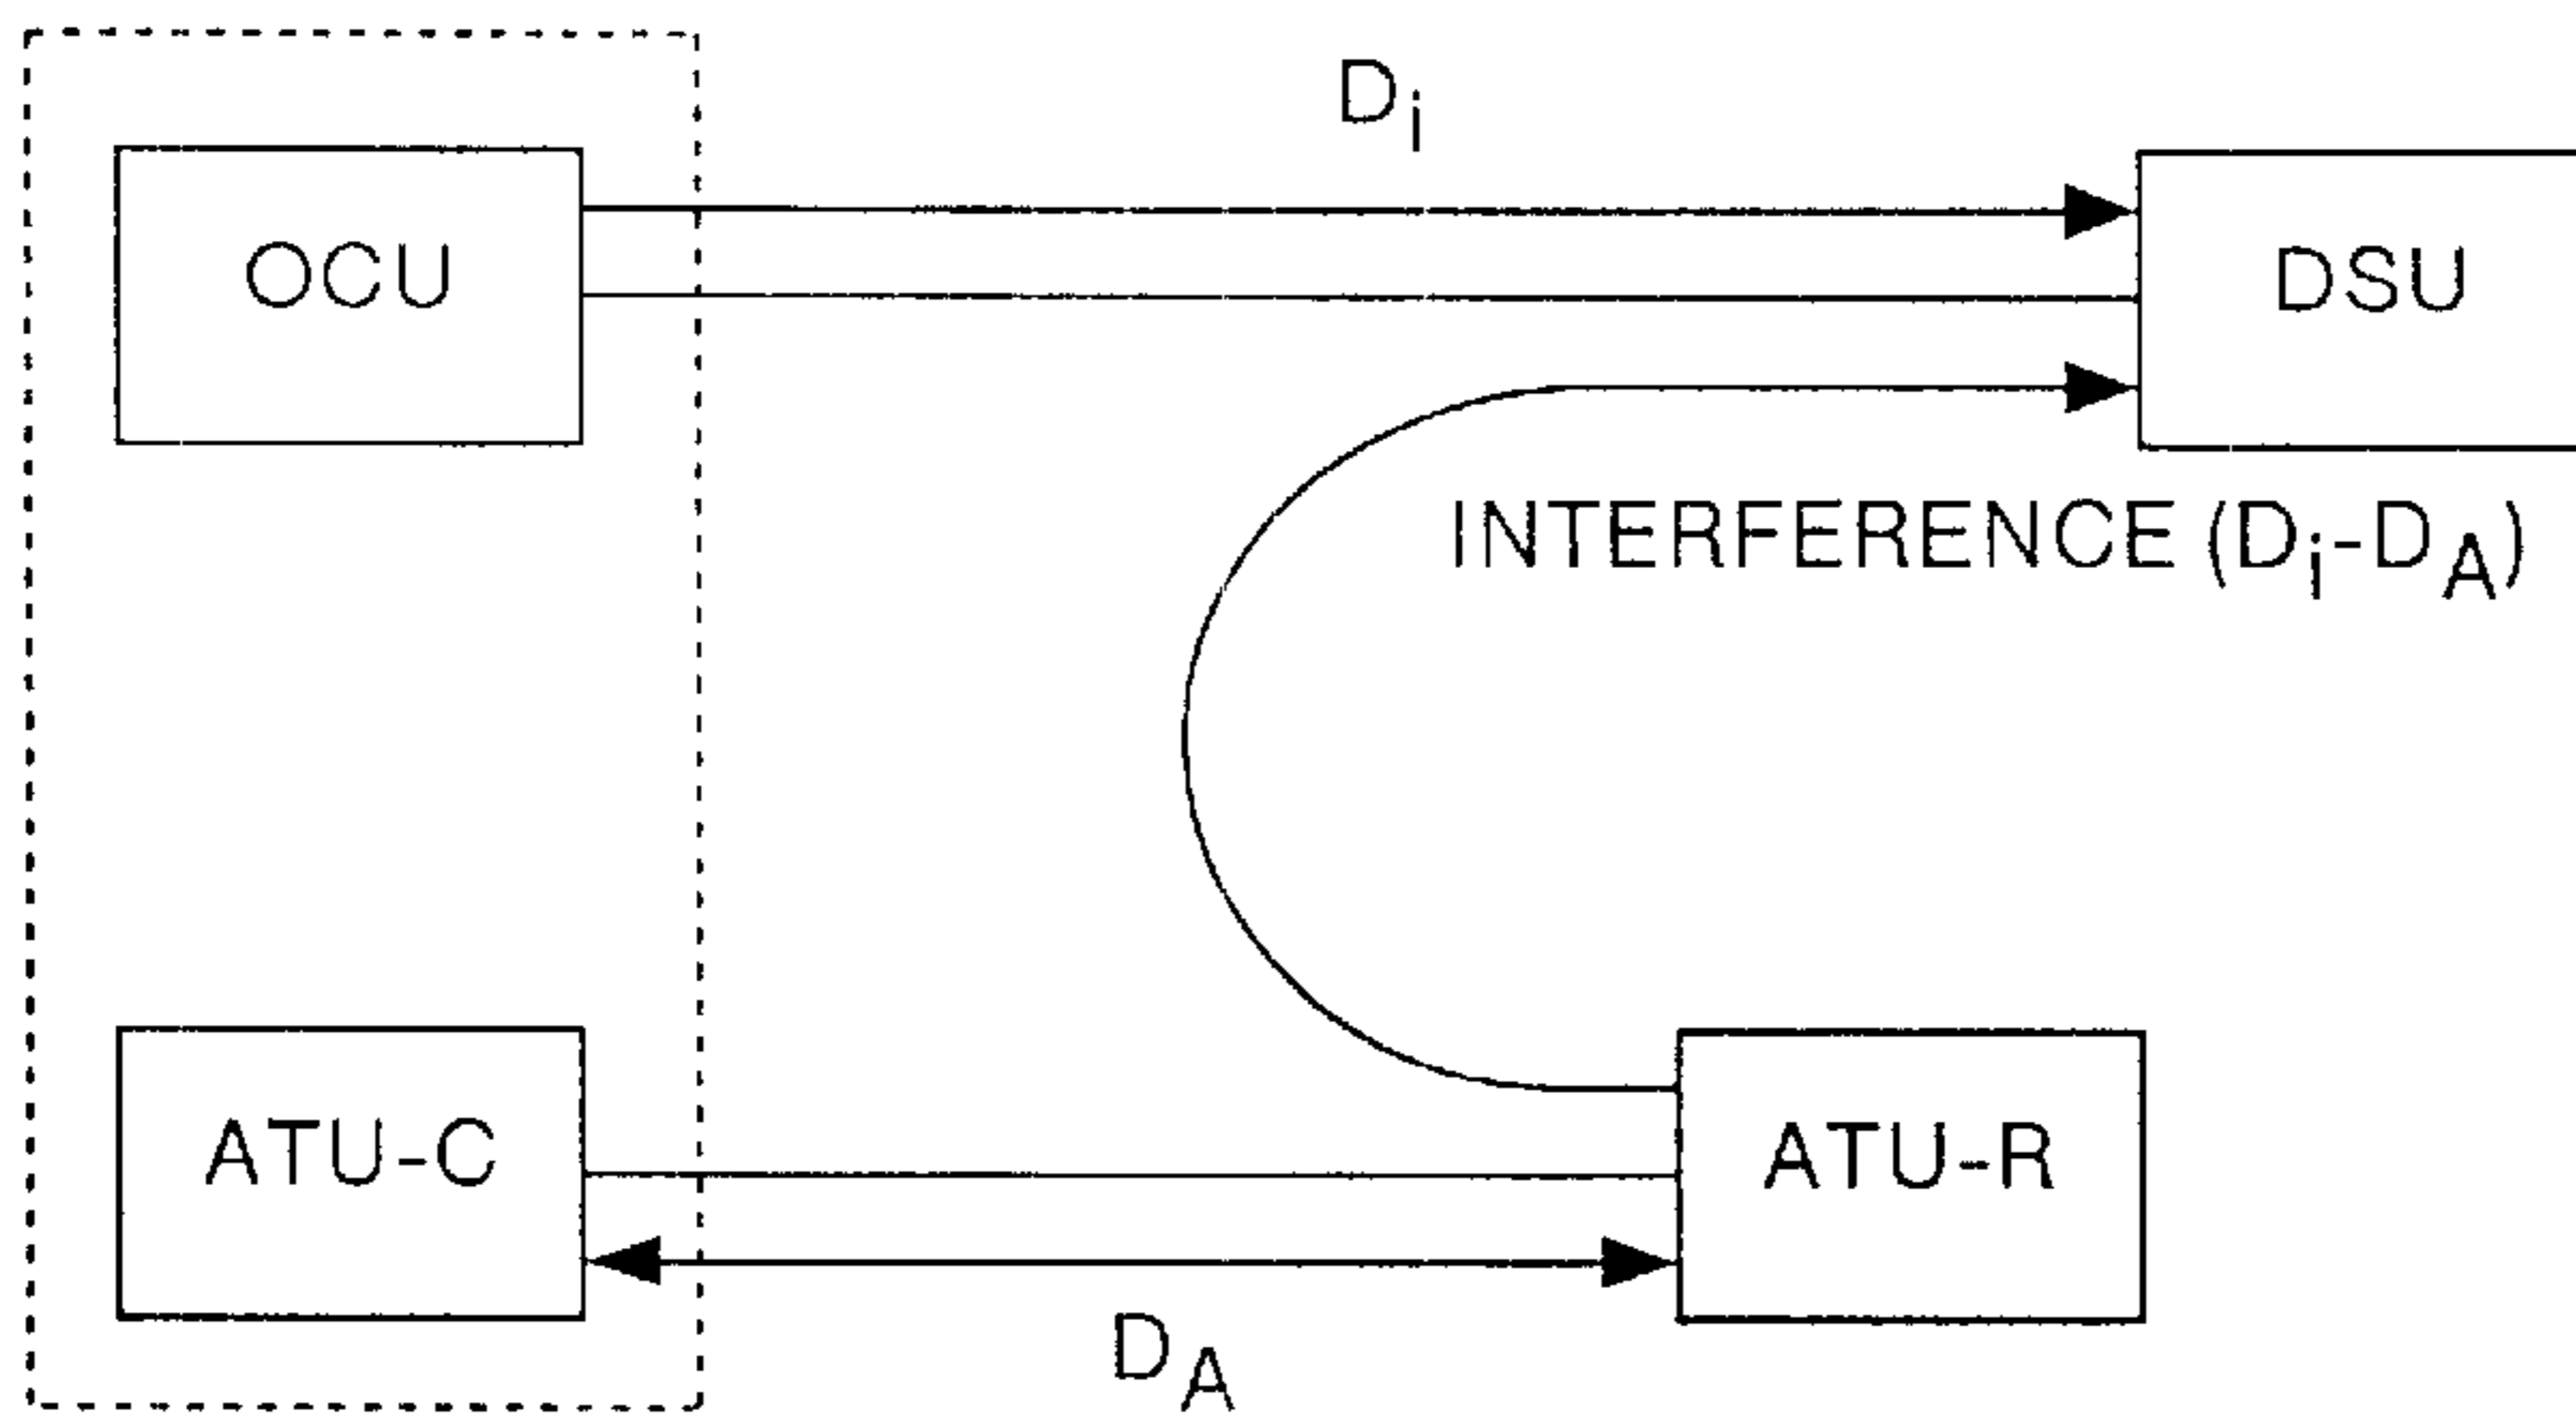 Di
OCU
DSU
INTERFERENCE (Di-DA)
ATU-C
ATU-R
DA